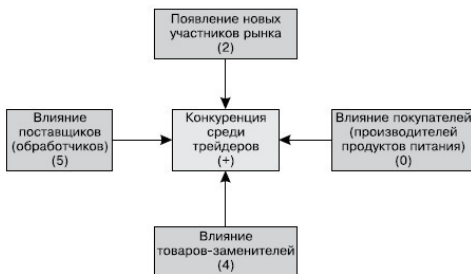 Появление новых
участников рынка
(2)
Влияние
поставщиков
(обработчиков)
(5)
Конкуренция
среди
трейдеров
(+)
Влияние покупателей
(производителей
продуктов питания)
(0)
Влияние
товаров-заменителей
(4)